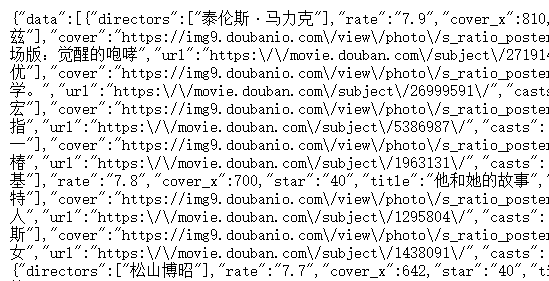 {"data":[{"directors":["泰伦斯·马力克"],"rate":"7.9","cover_x":810,
兹"],"cover":"https:\/\/img9.doubanio.com\/view\/photo\/s_ratio_poster
场版：觉醒的咆哮","url":"https:\/\/movie.douban.com\/subject\/271914
优"],"cover":"https:\/\/img9.doubanio.com\/view\/photo\/s_ratio_poster
学。","url":"https:\/\/movie.douban.com\/subject\/26999591\/","casts
宏"],"cover":"https:\/\/img9.doubanio.com\/view\/photo\/s_ratio_poster
指","url":"https:\/\/movie.douban.com\/subject\/5386987\/","casts":
一"],"cover":"https:\/\/img9.doubanio.com\/view\/photo\/s_ratio_poster
椿","url":"https:\/\/movie.douban.com\/subject\/1963131\/","casts":
基"],"rate":"7.8","cover_x":700,"star":"40","title":"他和她的故事","
特"],"cover":"https:\/\/img9.doubanio.com\/view\/photo\/s_ratio_poster
人","url":"https:\/\/movie.douban.com\/subject\/1295804\/","casts":
斯"],"cover":"https:\/\/img9.doubanio.com\/view\/photo\/s_ratio_poster
女","url":"https:\/\/movie.douban.com\/subject\/1438091\/","casts":
{"directors":["松山博昭"],"rate":"7.7","cover_x":642,"star":"40","ti